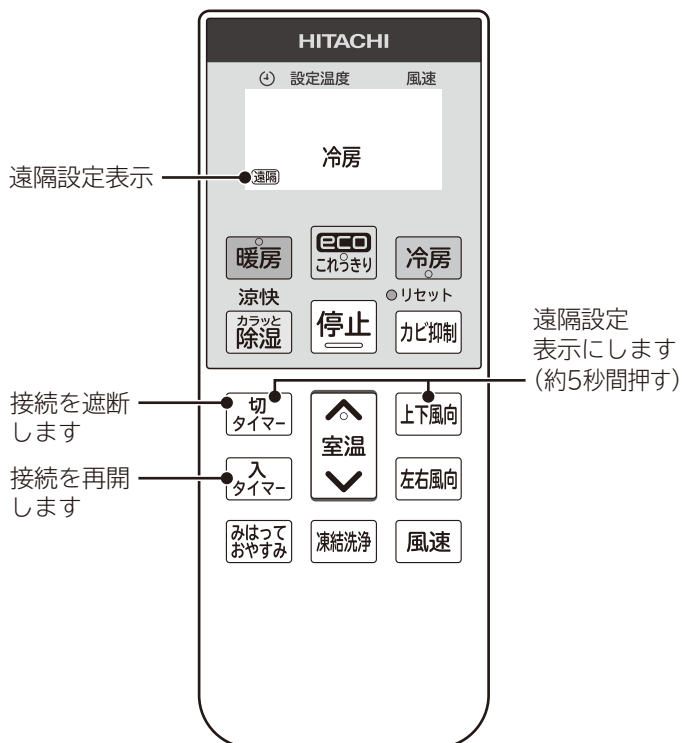 HITACHI
設定温度 風速
冷房
遠隔
遠隔設定表示
暖房
eco
これっきり
冷房
涼快
カラッと
除湿
停止
リセット
カビ抑制
遠隔設定
表示にします
(約5秒間押す)
接続を遮断
します
切
タイマー
室温
上下風向
接続を再開
します
入
タイマー
左右風向
みはって
おやすみ
凍結洗浄
風速